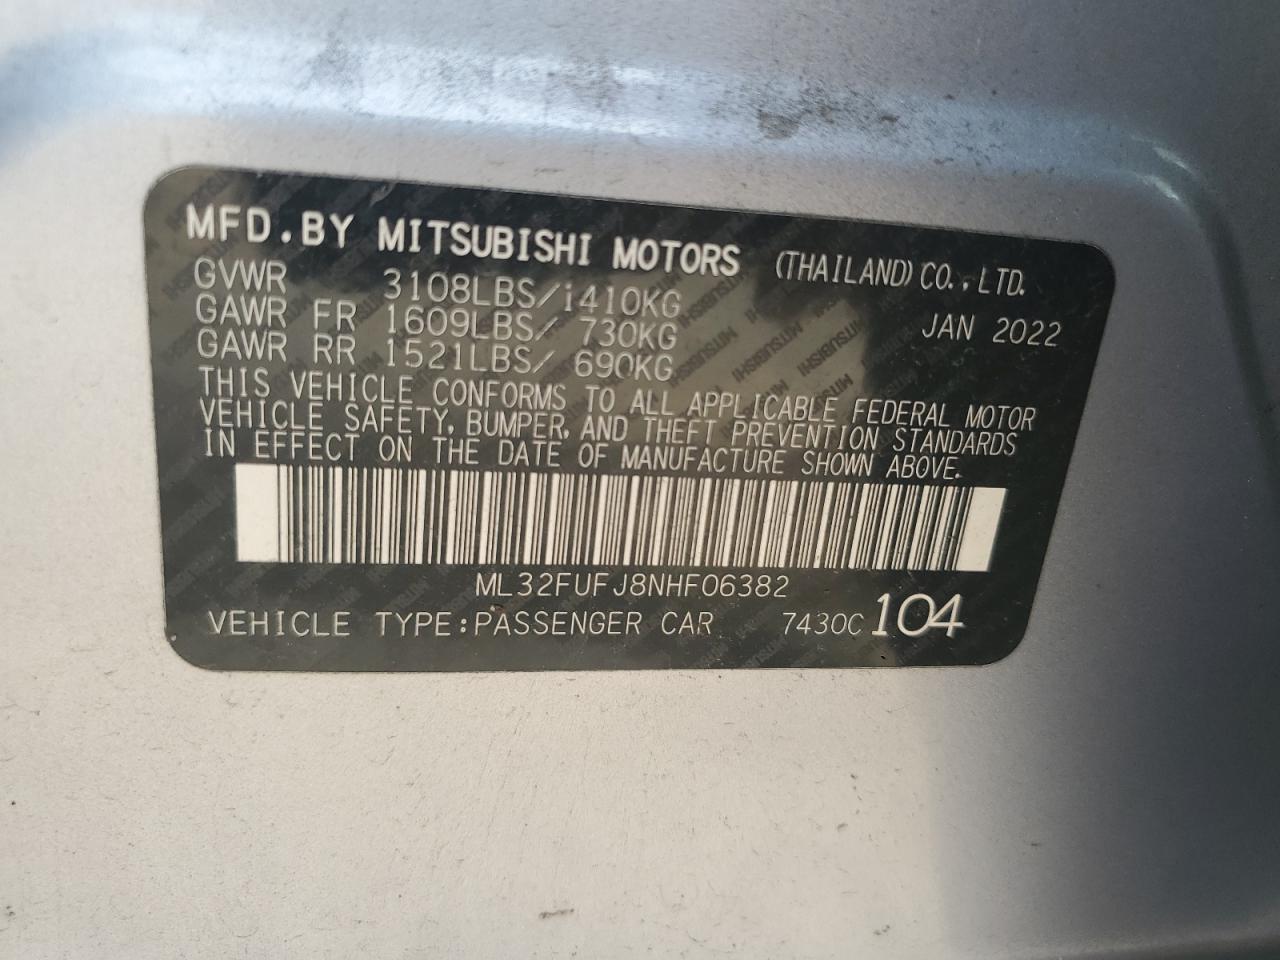 MFD.BY MITSUBISHI MOTORS (THAILAND)CO.,LTD.
GVWR 3108LBS/1410KG
GAWR FR 1609LBS/ 730KG JAN 2022
GAWR RR 1521LBS/ 690KG
THIS VEHICLE CONFORMS TO ALL APPLICABLE FEDERAL MOTOR
VEHICLE SAFETY, BUMPER, AND THEFT PREVENTION STANDARDS
IN EFFECT ON THE DATE OF MANUFACTURE SHOWN ABOVE.
ML32FUFJ8NHF06382
VEHICLE TYPE:PASSENGER CAR 7430C 104